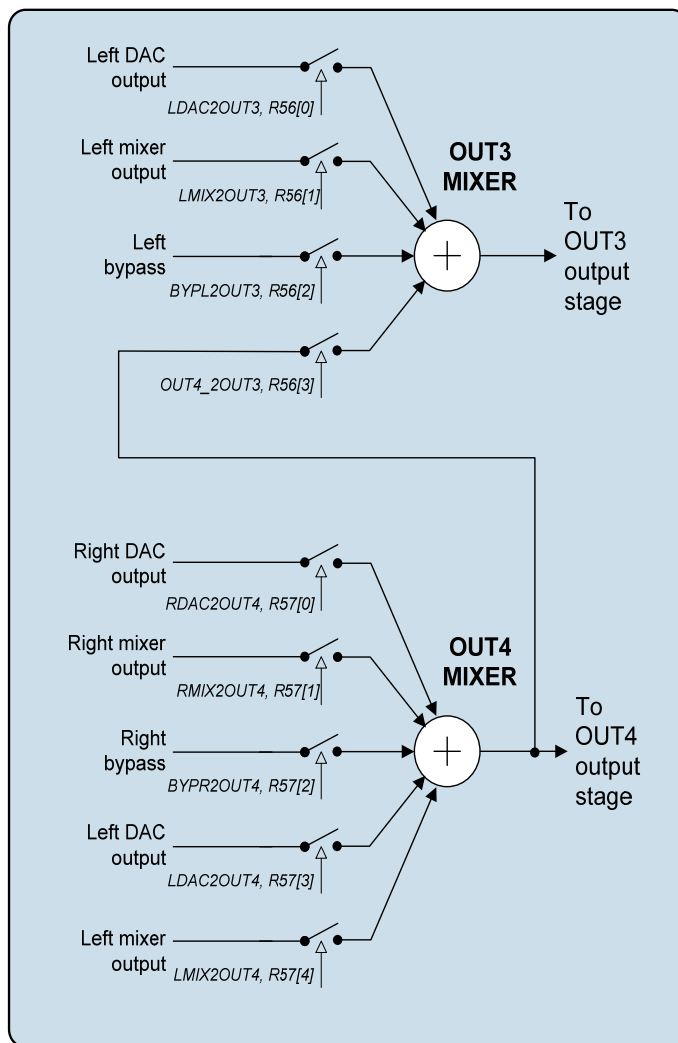 Left DAC
output
LDAC2OUT3, R56[0]
Left mixer
output
LMIX2OUT3, R56[1]
Left
bypass
BYPL2OUT3, R56[2]
OUT4_2OUT3, R56[3]
OUT3
MIXER
To
OUT3
output
stage
Right DAC
output
RDAC2OUT4, R57[0]
Right mixer
output
RMIX2OUT4, R57[1]
Right
bypass
BYPR2OUT4, R57[2]
Left DAC
output
LDAC2OUT4, R57[3]
Left mixer
output
LMIX2OUT4, R57[4]
OUT4
MIXER
To
OUT4
output
stage